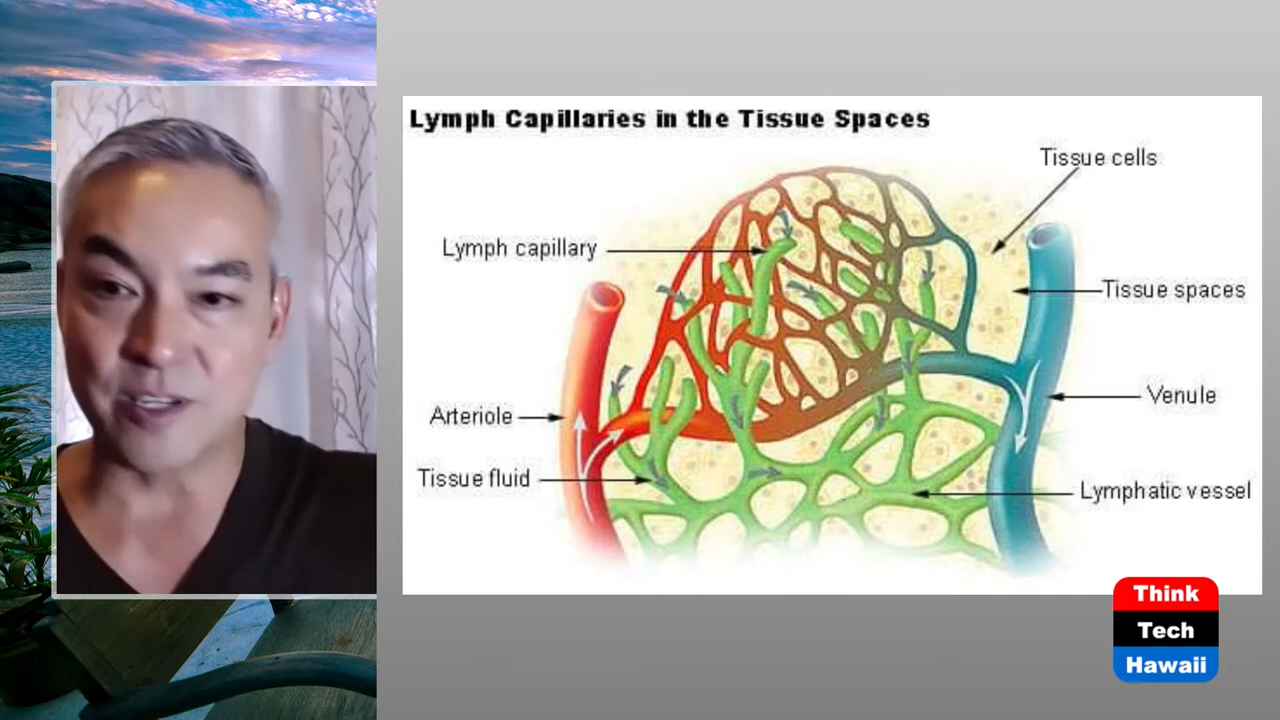 Lymph Capillaries in the Tissue Spaces
Tissue cells
Lymph capillary
Tissue spaces
Venule
Arteriole
Tissue fluid
Lymphatic vessel
Think
Tech
Hawaii